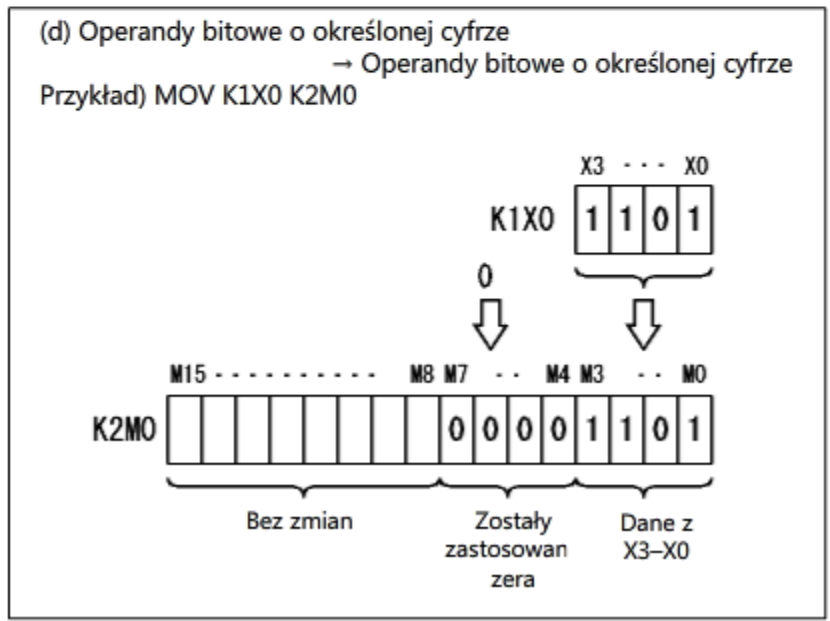 (d) Operandy bitowe o określonej cyfrze
→ Operandy bitowe o określonej cyfrze
Przykład) MOV K1X0 K2M0
X3 - - - X0
K1X0 1 1 0 1
0
M15 - - - - - - - - - - M8 M7 - - M4 M3 - - M0
K2M0 0 0 0 0 1 1 0 1
Bez zmian Zostały Dane z
zastosowan X3–X0
zera